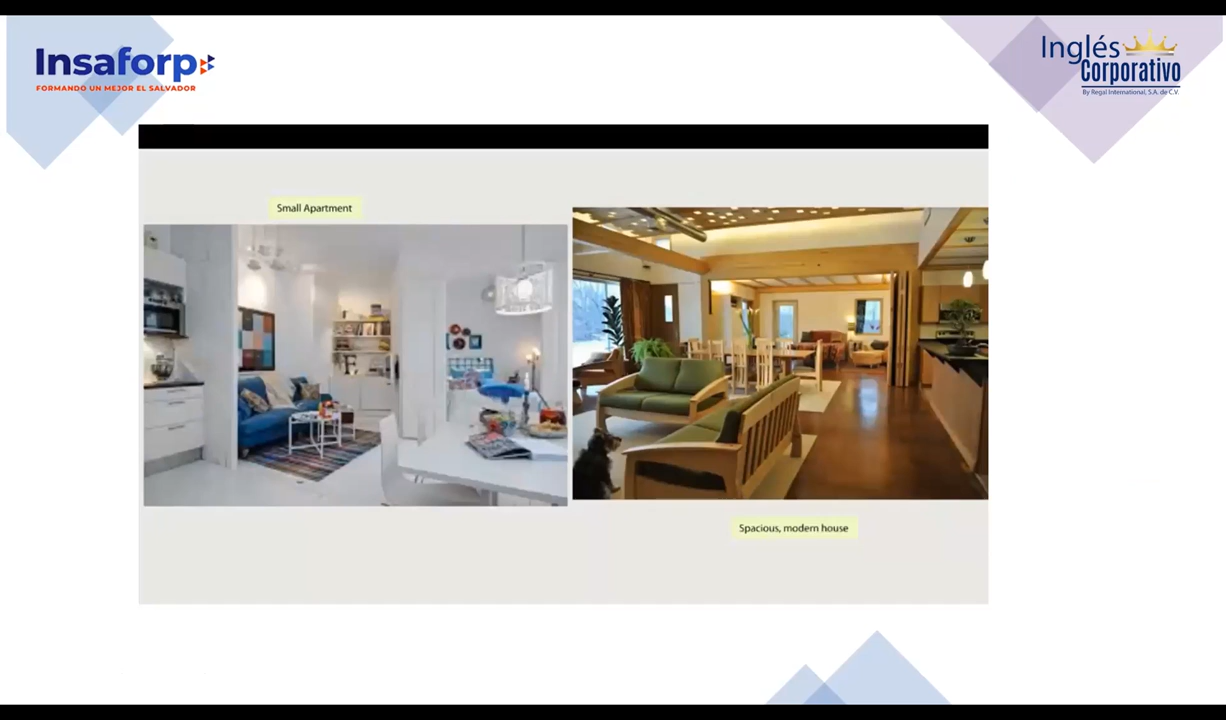 Insaforp
FORMANDO UN MEJOR EL SALVADOR
Inglés
Corporativo
By Regal International, S.A. de C.V.
Small Apartment
Spacious, modern house